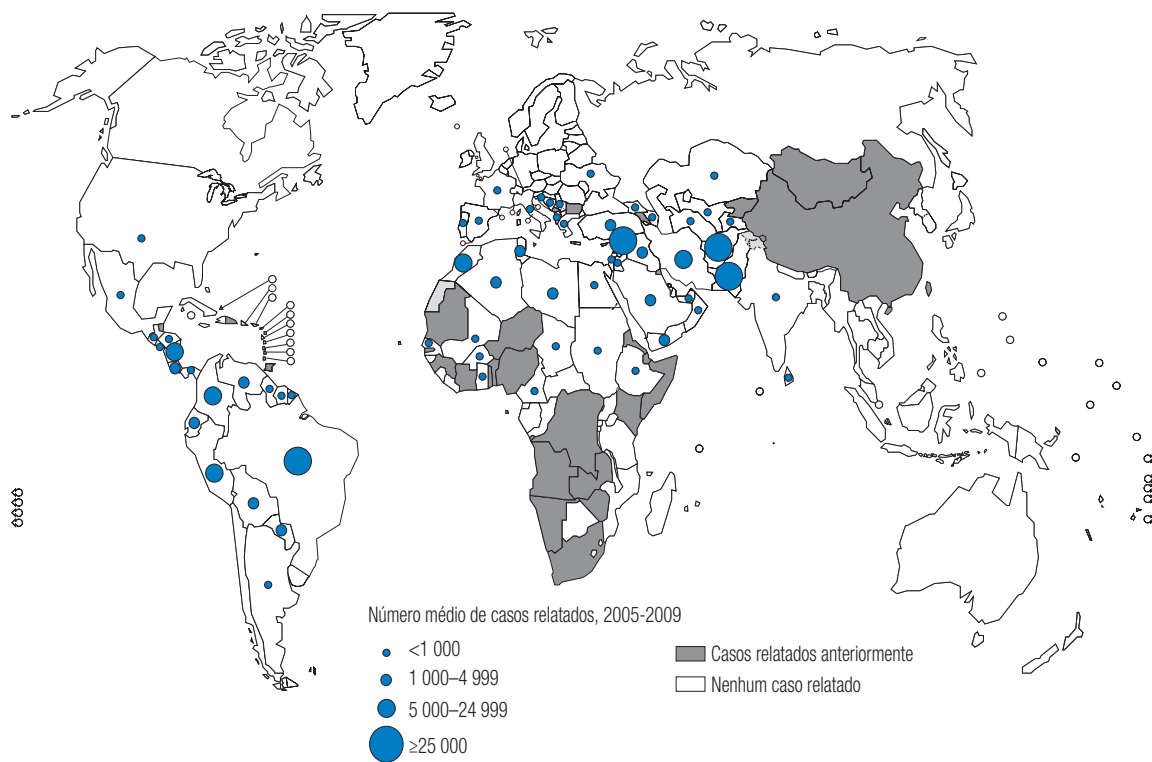 Número médio de casos relatados, 2005-2009
<1 000
1 000–4 999
5 000–24 999
≥25 000
Casos relatados anteriormente
Nenhum caso relatado